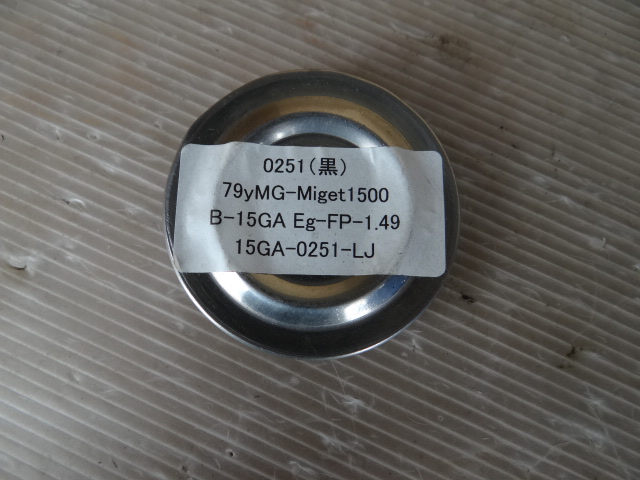 0251(黒)
79yMG-Miget1500
B-15GA Eg-FP-1.49
15GA-0251-LJ